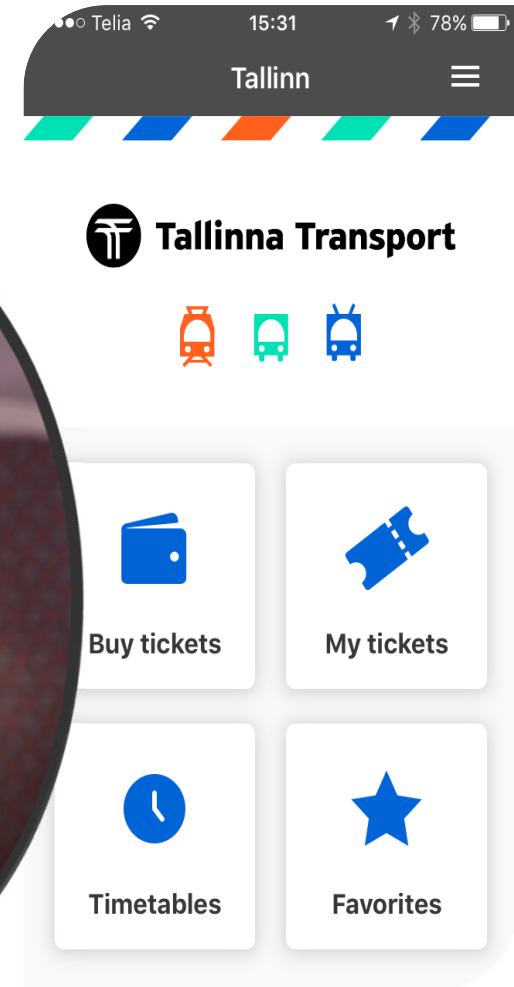 Telia 15:31 78%
Tallinn
Tallinna Transport
Buy tickets My tickets
Timetables Favorites